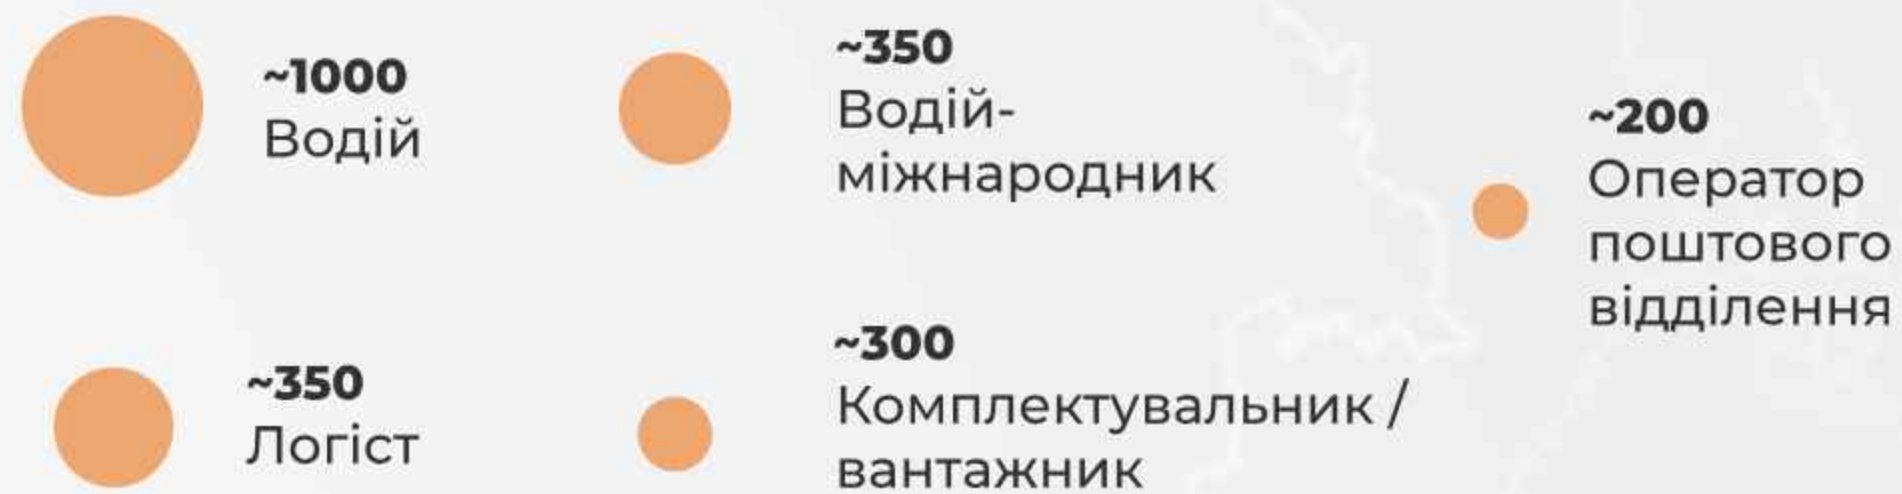 ~1000
Водій
~350
Логіст
~350
Водій-
міжнародник
~300
Комплектувальник /
вантажник
~200
Оператор
поштового
відділення